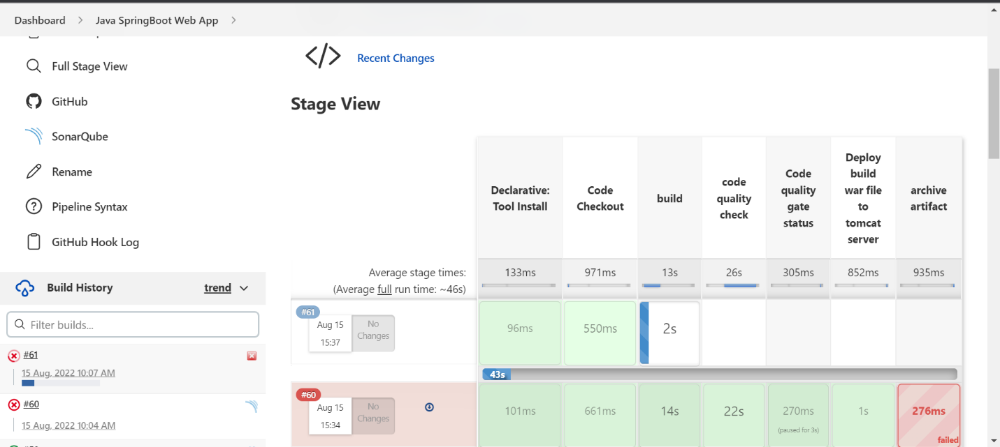 Dashboard
Java SpringBoot Web App
Full Stage View
GitHub
SonarQube
Rename
Pipeline Syntax
GitHub Hook Log
Build History
trend
Filter builds...
#61
15 Aug, 2022 10:07 AM
#60
15 Aug, 2022 10:04 AM
Recent Changes
Stage View
Declarative:
Tool Install
Code
Checkout
build
code
quality
check
Code
quality
gate
status
Deploy
build
war file
to
tomcat
server
archive
artifact
Average stage times:
(Average full run time: ~46s)
133ms
971ms
13s
26s
305ms
852ms
935ms
#61
Aug 15
15:37
No
Changes
96ms
550ms
2s
43s
#60
Aug 15
15:34
No
Changes
101ms
661ms
14s
22s
270ms
(paused for 3s)
1s
276ms
failed